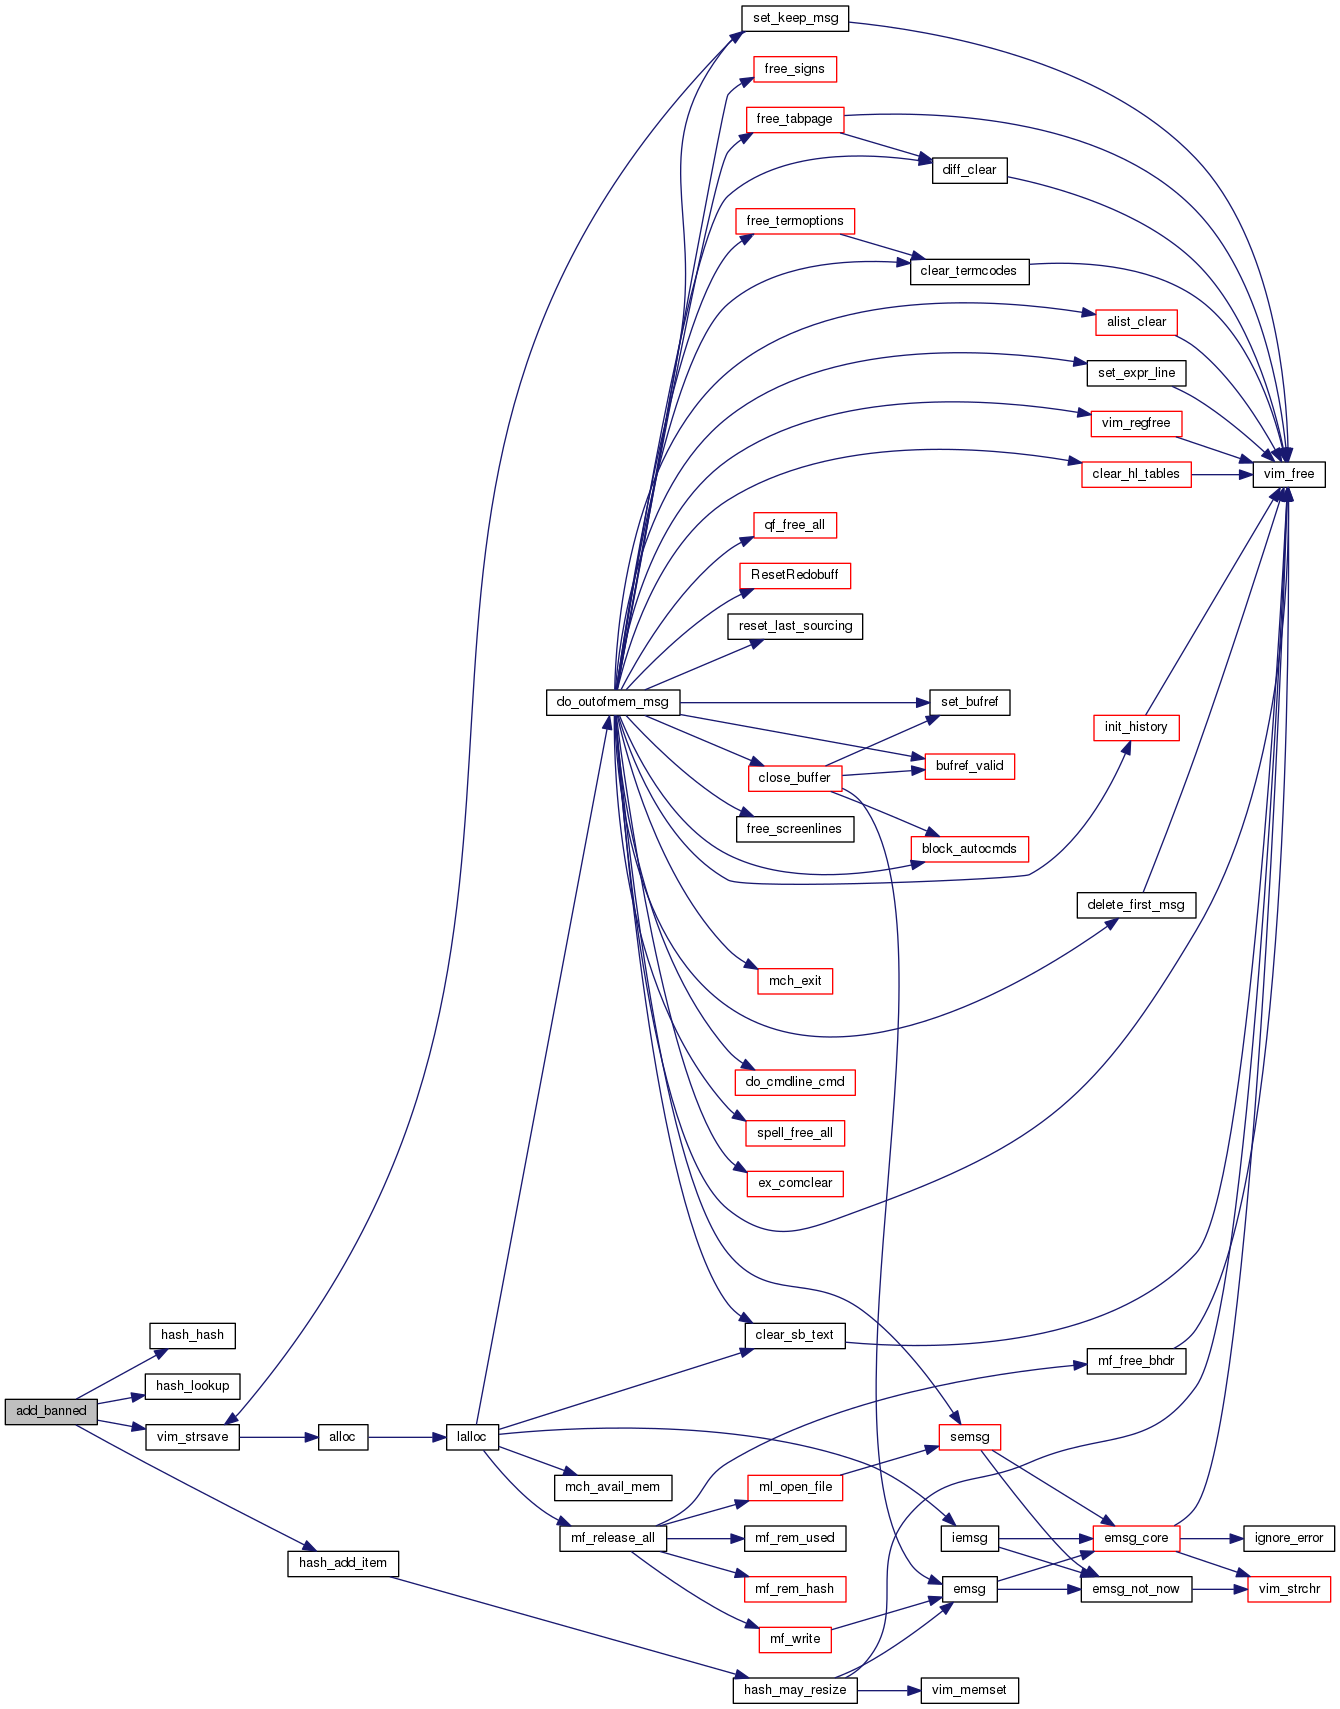 set_keep_msg
free_signs
free_tabpage
diff_clear
free_termoptions
clear_termcodes
alist_clear
set_expr_line
vim_regfree
clear_hl_tables
vim_free
qf_free_all
ResetRedobuff
reset_last_sourcing
do_outofmem_msg
set_bufref
init_history
bufref_valid
close_buffer
free_screenlines
block_autocmds
delete_first_msg
mch_exit
do_cmdline_cmd
spell_free_all
ex_comclear
hash_hash
clear_sb_text
mf_free_bhdr
hash_lookup
add_banned
vim_strsave
alloc
lalloc
semsg
mch_avail_mem
ml_open_file
mf_release_all
mf_rem_used
iemsg
emsg_core
ignore_error
hash_add_item
mf_rem_hash
emsg
emsg_not_now
vim_strchr
mf_write
hash_may_resize
vim_memset